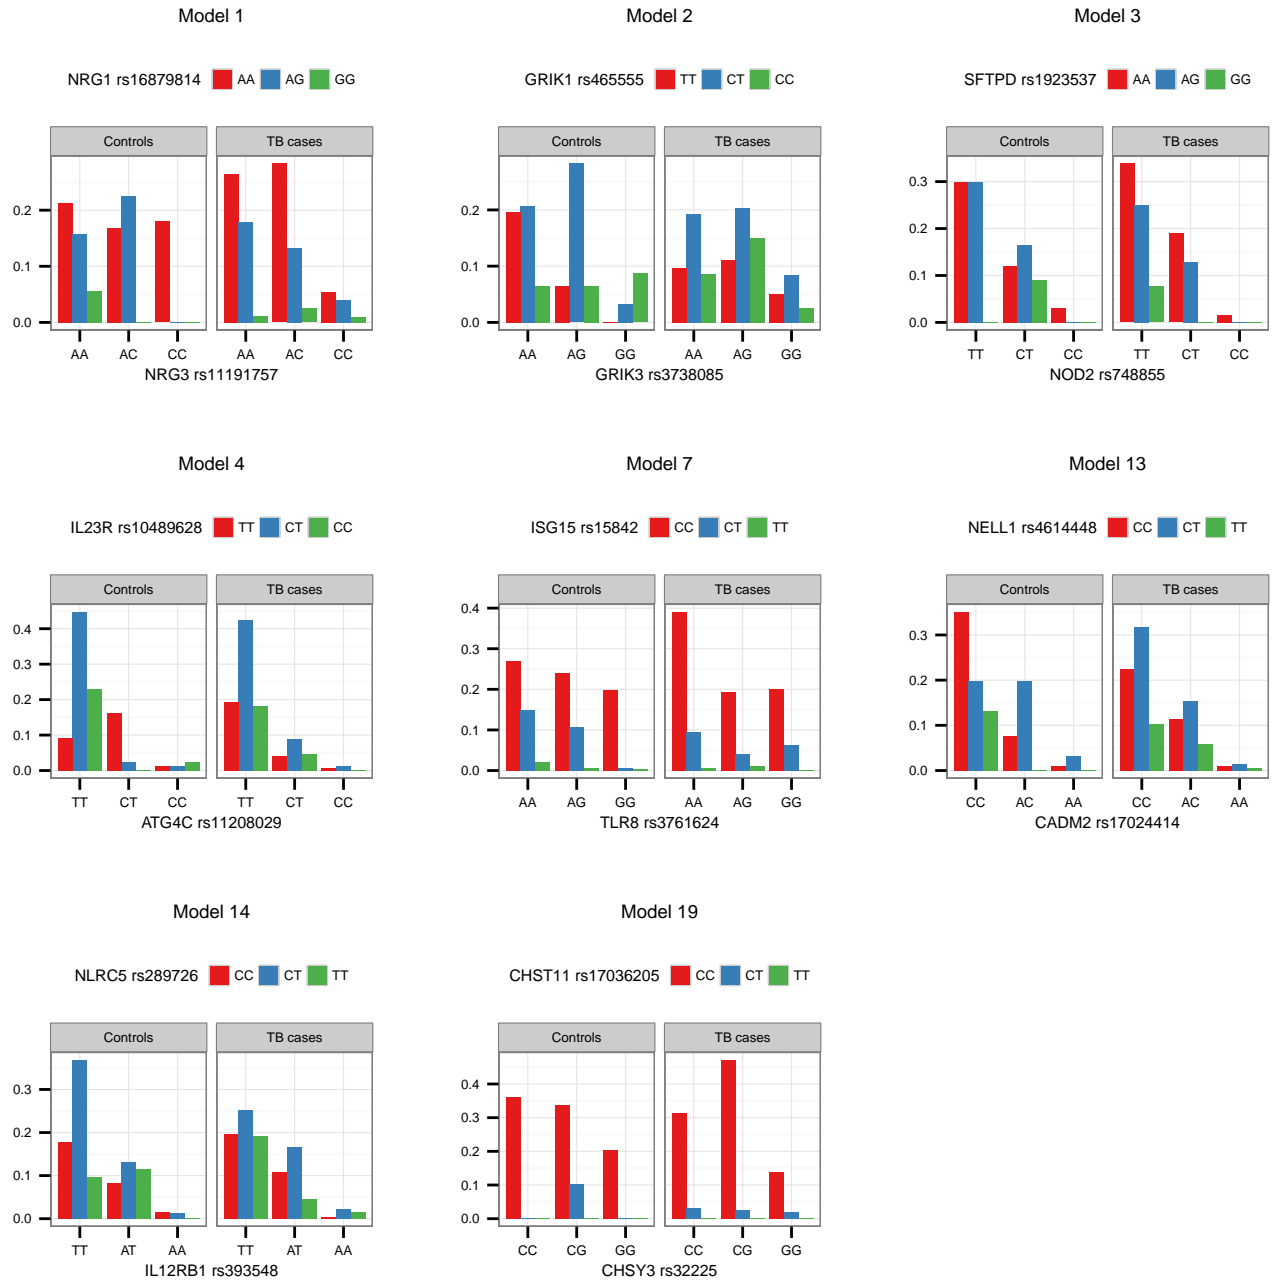 Model 1
Model 2
Model 3
NRG1 rs16879814 AA AG GG
GRIK1 rs465555 TT CT CC
SFTPD rs1923537 AA AG GG
Controls TB cases
Controls TB cases
Controls TB cases
0.2
0.1
0.0
0.2
0.1
0.0
0.3
0.2
0.1
0.0
AA AC CC AA AC CC
AA AG GG AA AG GG
TT CT CC TT CT CC
NRG3 rs11191757
GRIK3 rs3738085
NOD2 rs748855
Model 4
Model 7
Model 13
IL23R rs10489628 TT CT CC
ISG15 rs15842 CC CT TT
NELL1 rs4614448 CC CT TT
Controls TB cases
Controls TB cases
Controls TB cases
0.4
0.3
0.2
0.1
0.0
0.4
0.3
0.2
0.1
0.0
0.3
0.2
0.1
0.0
TT CT CC TT CT CC
AA AG GG AA AG GG
CC AC AA CC AC AA
ATG4C rs11208029
TLR8 rs3761624
CADM2 rs17024414
Model 14
Model 19
NLRC5 rs289726 CC CT TT
CHST11 rs17036205 CC CT TT
Controls TB cases
Controls TB cases
0.3
0.2
0.1
0.0
0.4
0.3
0.2
0.1
0.0
TT AT AA TT AT AA
CC CG GG CC CG GG
IL12RB1 rs393548
CHSY3 rs32225